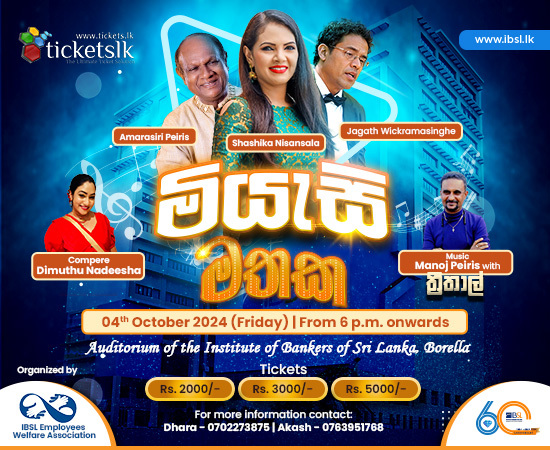 www.tickets.lk
ticketslk
The Ultimate Ticket Solution
www.ibsl.lk
Amarasiri Peiris
Shashika Nisansala
Jagath Wickramasinghe
මියැසි
මතක
Compere
Dimuthu Nadeesha
Music
Manoj Peiris with
ත්‍රිතාල්
04th October 2024 (Friday) | From 6 p.m. onwards
Auditorium of the Institute of Bankers of Sri Lanka, Borella
Organized by
IBSL Employees
Welfare Association
Tickets
Rs. 2000/-
Rs. 3000/-
Rs. 5000/-
For more information contact:
Dhara - 0702273875 | Akash - 0763951768
60
IBSL